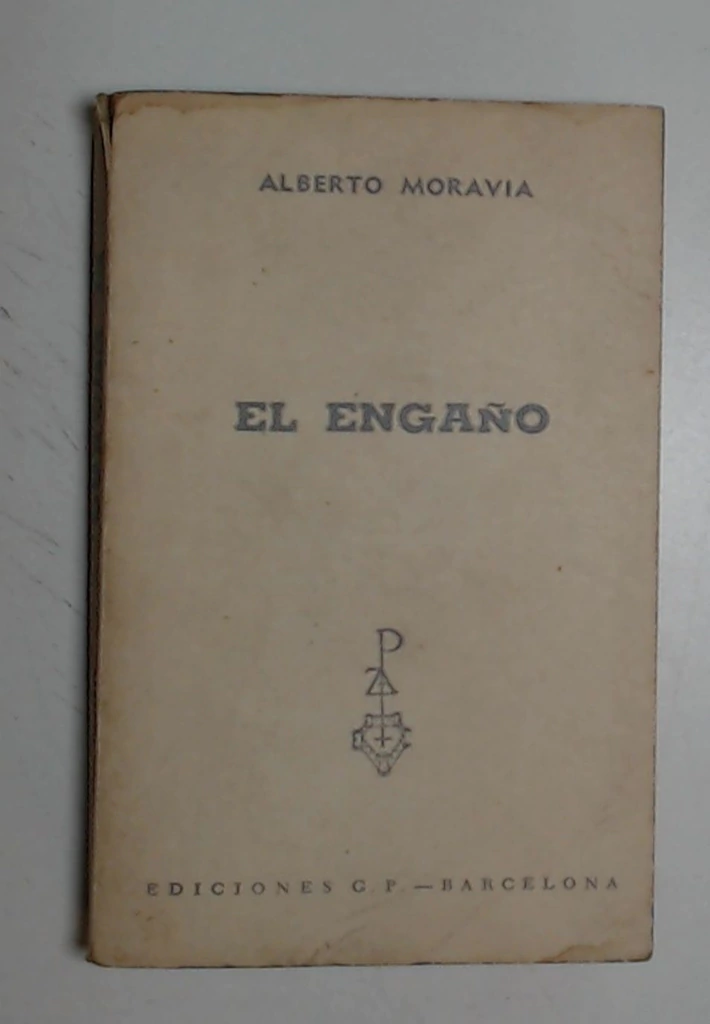 ALBERTO MORAVIA
EL ENGAÑO
EDICIONES G. P. — BARCELONA